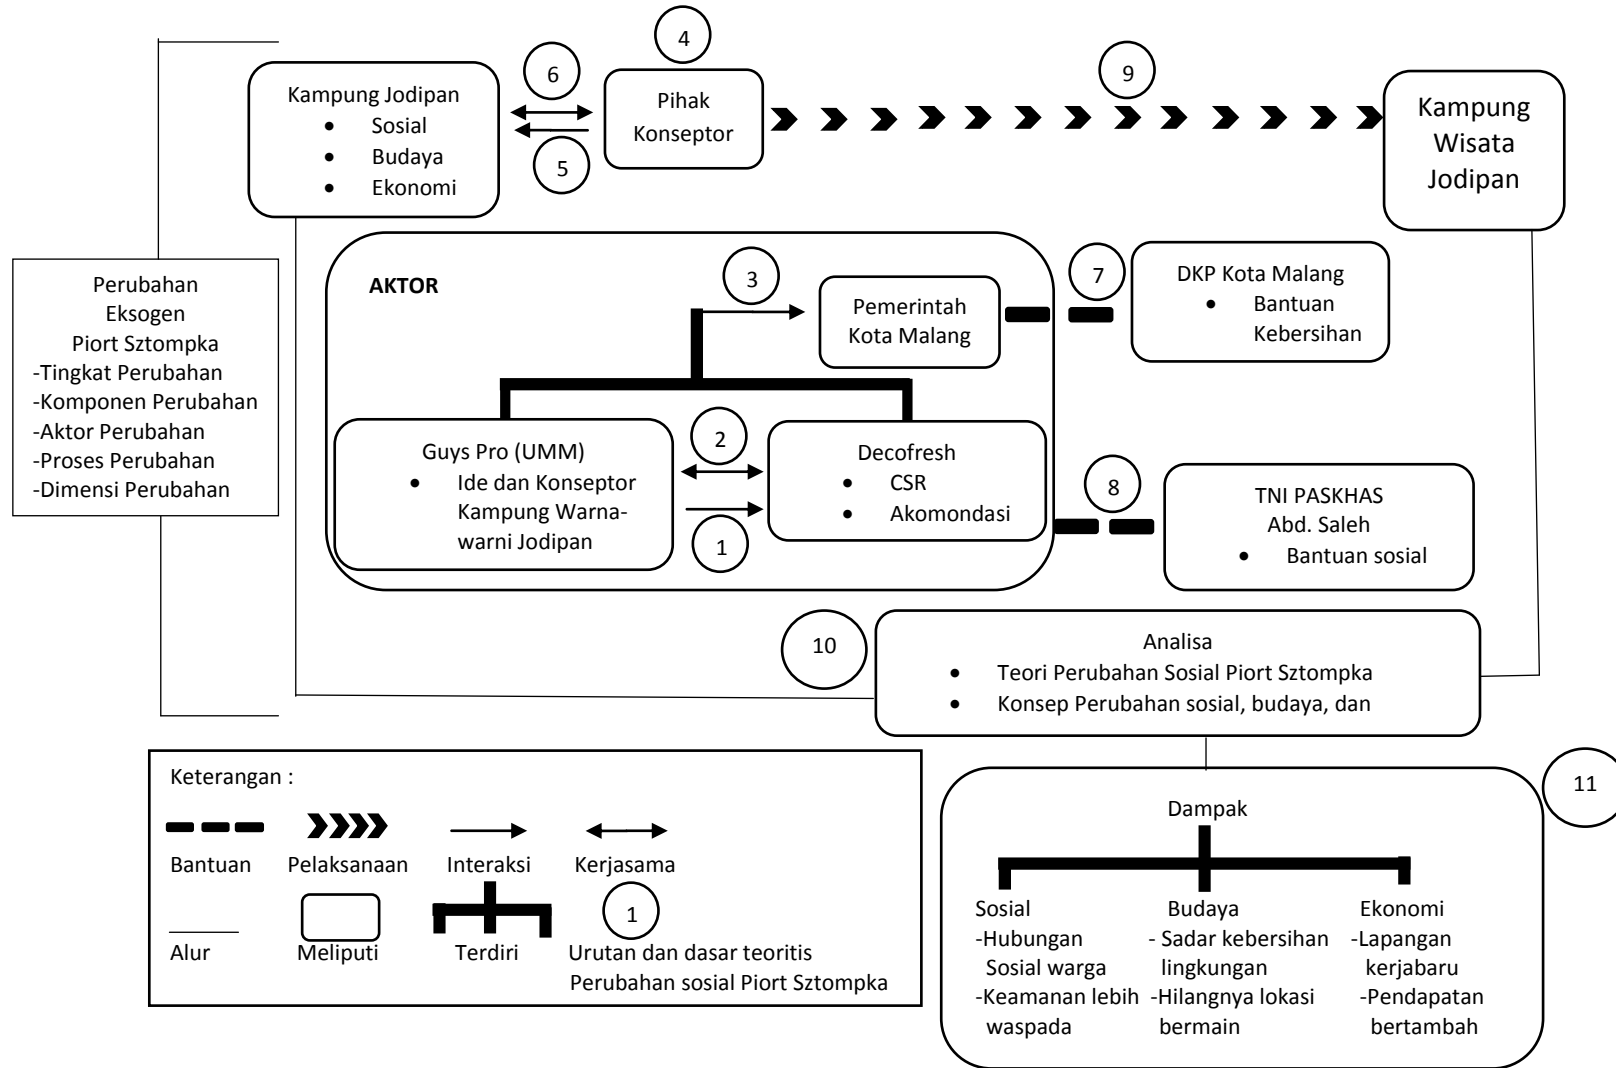 4
6
9
Kampung Jodipan
• Sosial
• Budaya
• Ekonomi
5
Pihak
Konseptor
Kampung
Wisata
Jodipan
Perubahan
Eksogen
Piort Sztompka
-Tingkat Perubahan
-Komponen Perubahan
-Aktor Perubahan
-Proses Perubahan
-Dimensi Perubahan
AKTOR
3
Pemerintah
Kota Malang
7
DKP Kota Malang
• Bantuan
Kebersihan
Guys Pro (UMM)
• Ide dan Konseptor
Kampung Warna-
warni Jodipan
2
1
Decofresh
• CSR
• Akomondasi
8
TNI PASKHAS
Abd. Saleh
• Bantuan sosial
10
Analisa
• Teori Perubahan Sosial Piort Sztompka
• Konsep Perubahan sosial, budaya, dan
Keterangan :
Bantuan
Pelaksanaan
Interaksi
Kerjasama
Alur
Meliputi
Terdiri
1
Urutan dan dasar teoritis
Perubahan sosial Piort Sztompka
11
Dampak
Sosial
-Hubungan
Sosial warga
-Keamanan lebih
waspada
Budaya
- Sadar kebersihan
lingkungan
-Hilangnya lokasi
bermain
Ekonomi
-Lapangan
kerjabaru
-Pendapatan
bertambah